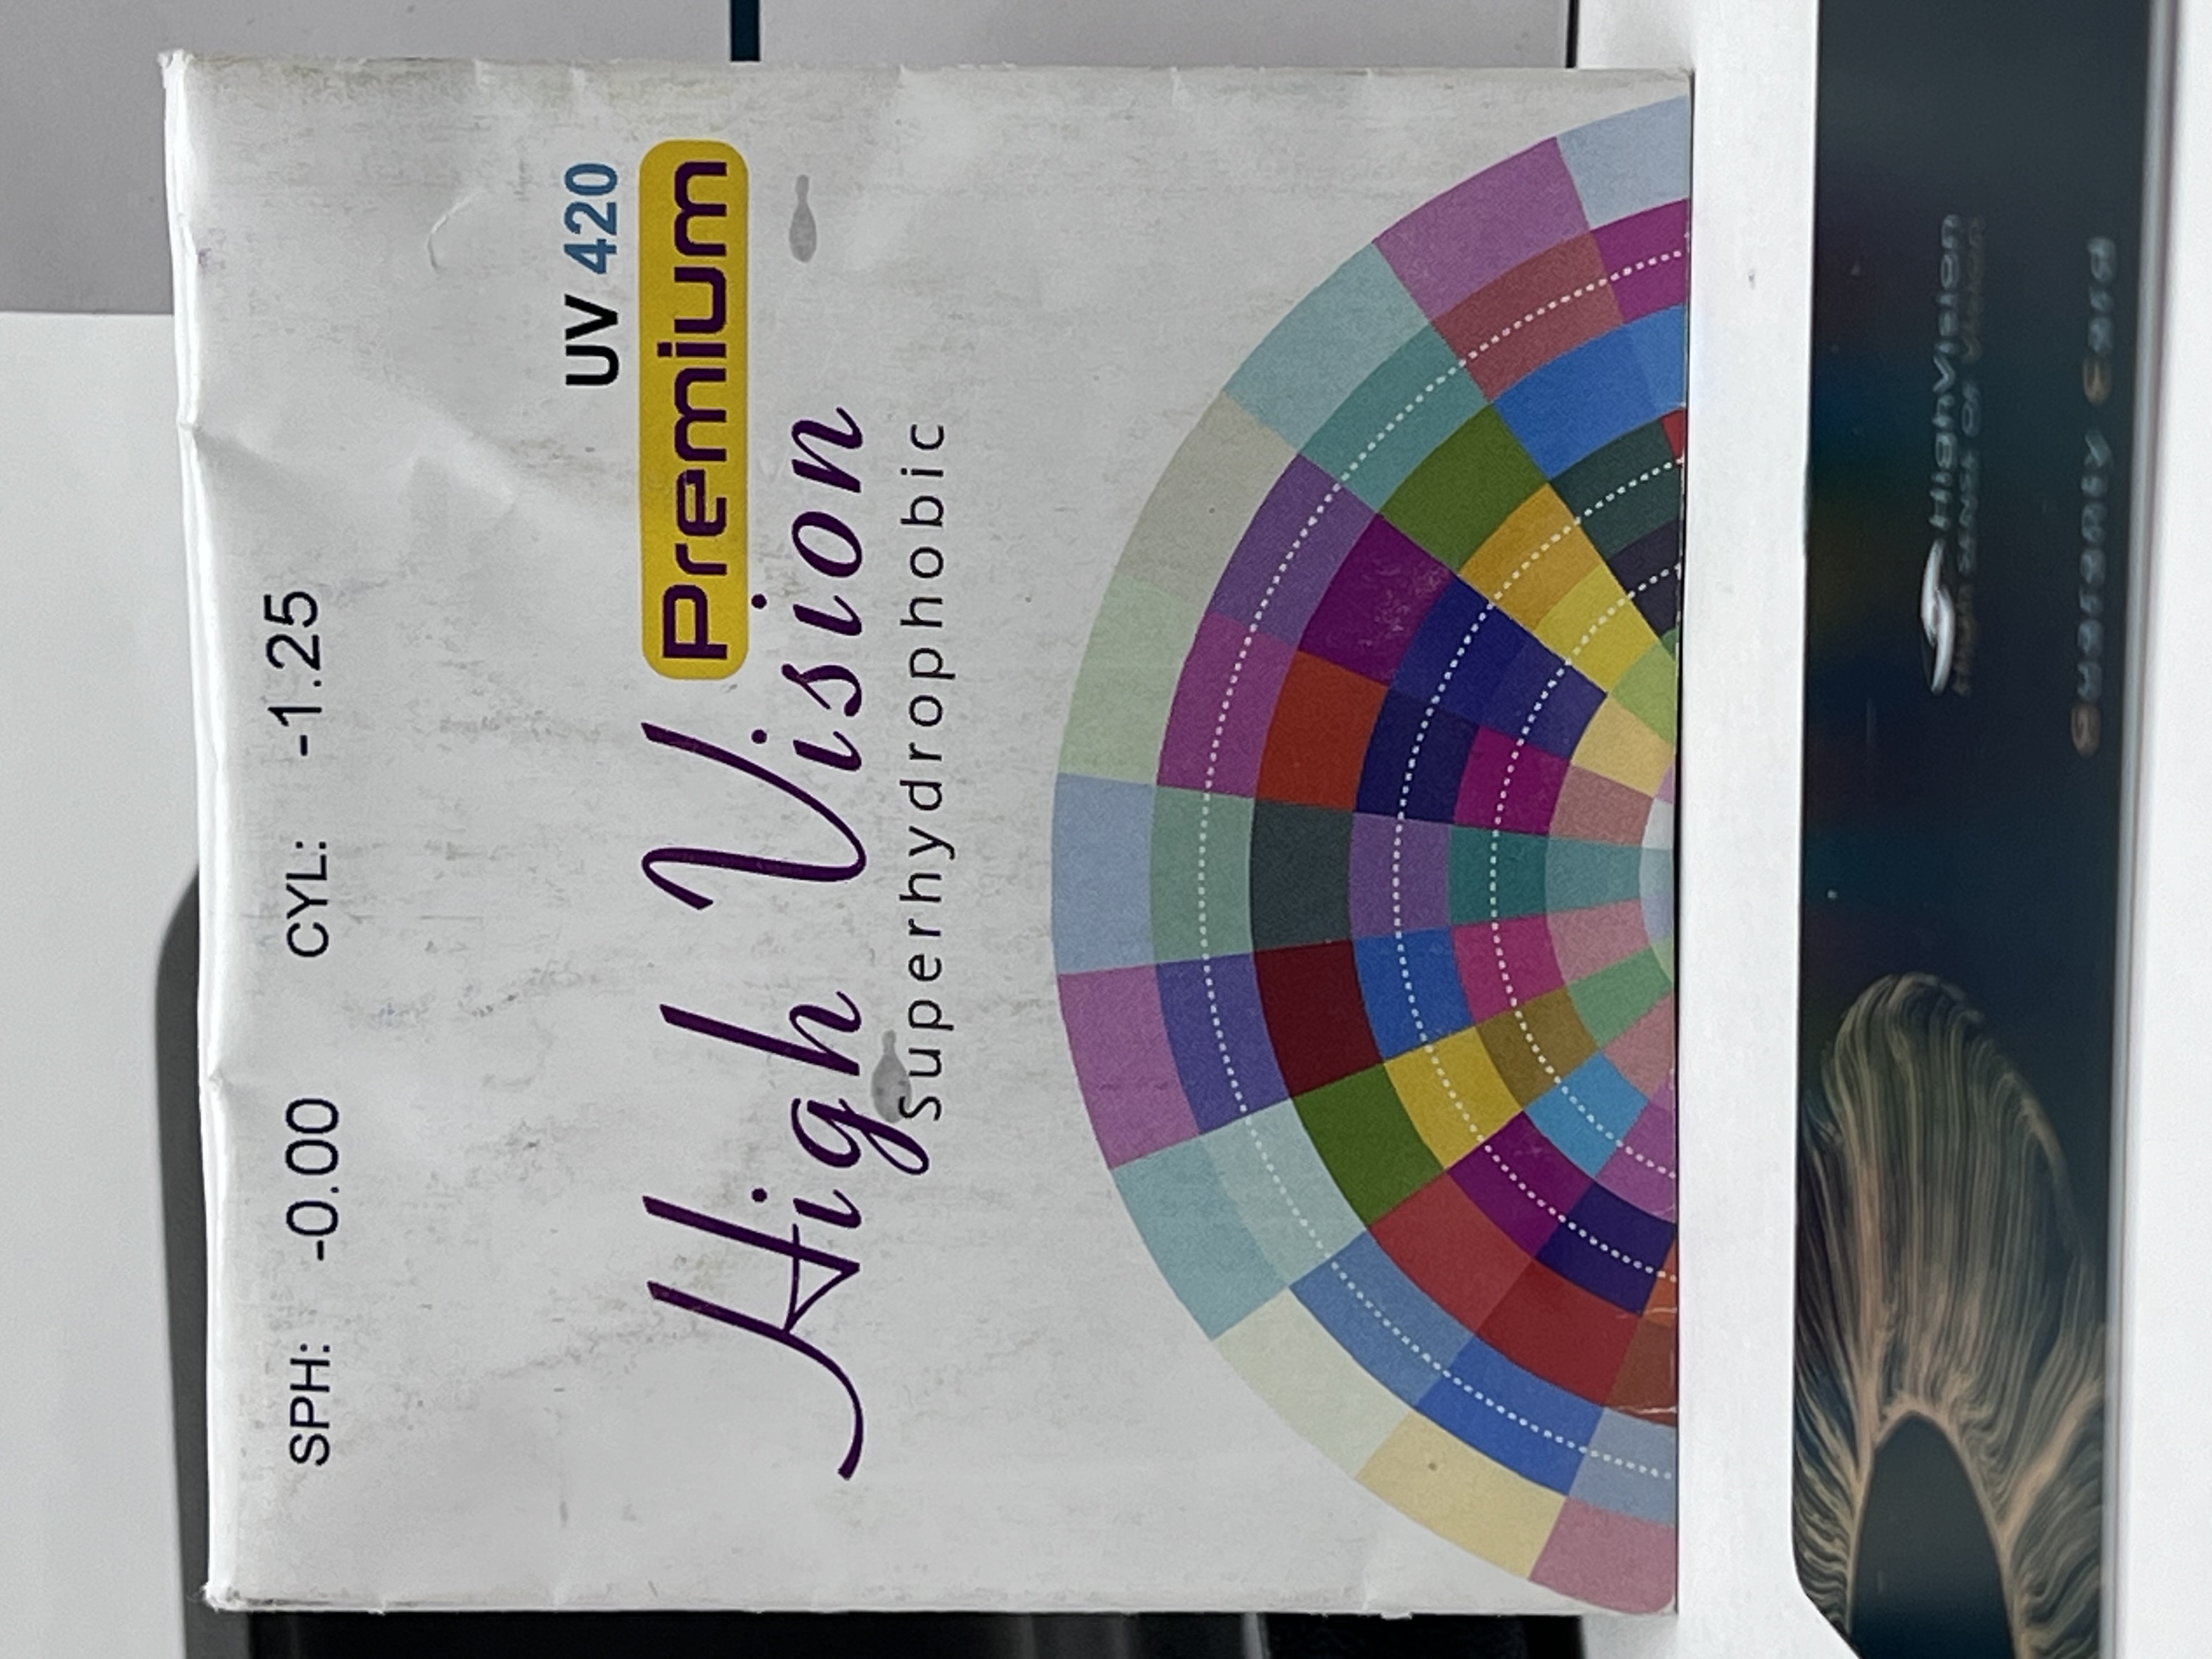 SPH: -0.00 CYL: -1.25
UV 420
Premium
High Vision
superhydrophobic
HighVision
Guaranty Card